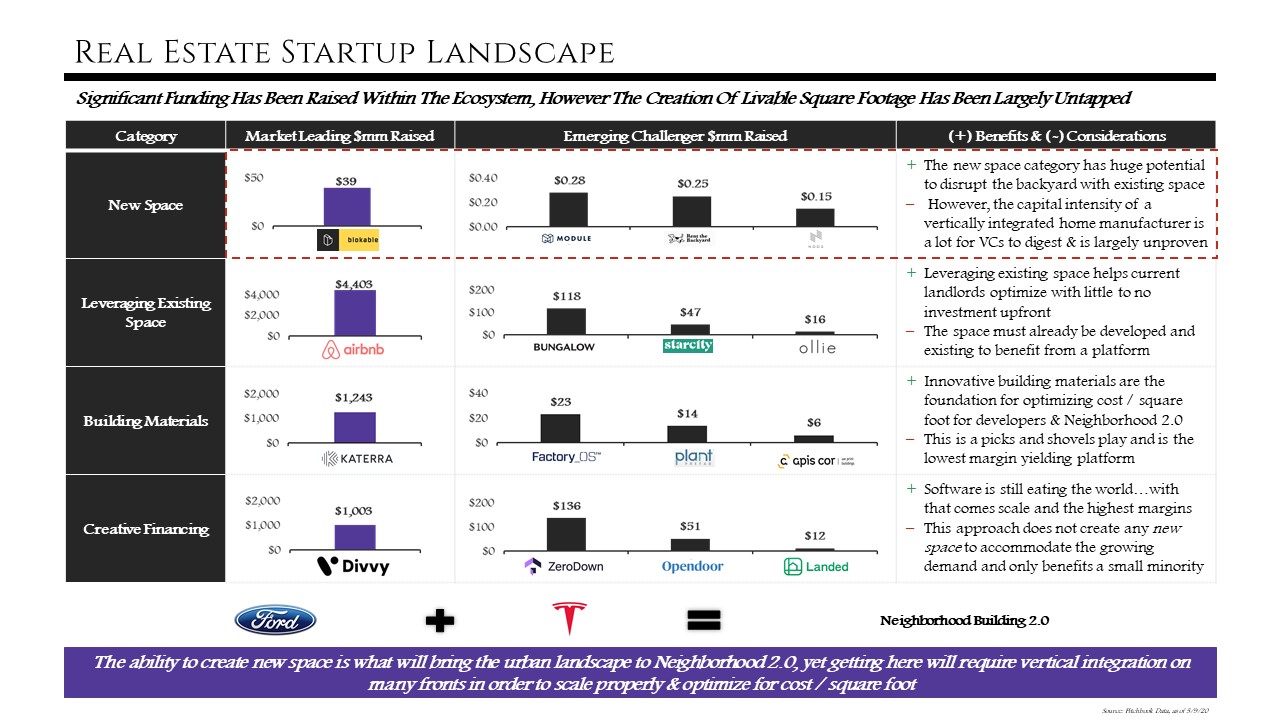 Real Estate Startup Landscape
Significant Funding Has Been Raised Within The Ecosystem, However The Creation Of Livable Square Footage Has Been Largely Untapped
Category
Market Leading $mm Raised
Emerging Challenger $mm Raised
(+) Benefits & (-) Considerations
New Space
$50
$0
$39
blokable
$0.40
$0.20
$0.00
$0.28
$0.25
$0.15
MODULE
Rent the
Backyard
+ The new space category has huge potential
to disrupt the backyard with existing space
– However, the capital intensity of a
vertically integrated home manufacturer is
a lot for VCs to digest & is largely unproven
Leveraging Existing
Space
$4,000
$2,000
$0
$4,403
airbnb
$200
$100
$0
$118
$47
$16
BUNGALOW
starcity
ollie
+ Leveraging existing space helps current
landlords optimize with little to no
investment upfront
– The space must already be developed and
existing to benefit from a platform
Building Materials
$2,000
$1,000
$0
$1,243
KATERRA
$40
$20
$0
$23
$14
$6
Factory_OS™
plant
PREFAB
apis cor
+ Innovative building materials are the
foundation for optimizing cost / square
foot for developers & Neighborhood 2.0
– This is a picks and shovels play and is the
lowest margin yielding platform
Creative Financing
$2,000
$1,000
$0
$1,003
Divvy
$200
$100
$0
$136
$51
$12
ZeroDown
Opendoor
Landed
+ Software is still eating the world…with
that comes scale and the highest margins
– This approach does not create any new
space to accommodate the growing
demand and only benefits a small minority
Ford
+
=
Neighborhood Building 2.0
The ability to create new space is what will bring the urban landscape to Neighborhood 2.0, yet getting here will require vertical integration on
many fronts in order to scale properly & optimize for cost / square foot
Source: Pitchbook Data, as of 5/9/20